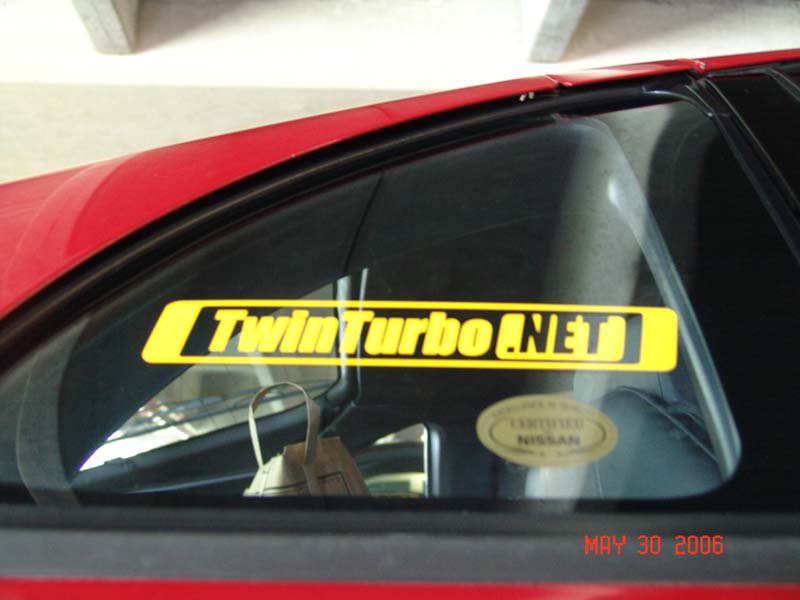 TwinTurbo.NET
CERTIFIED
NISSAN
MAY 30 2006